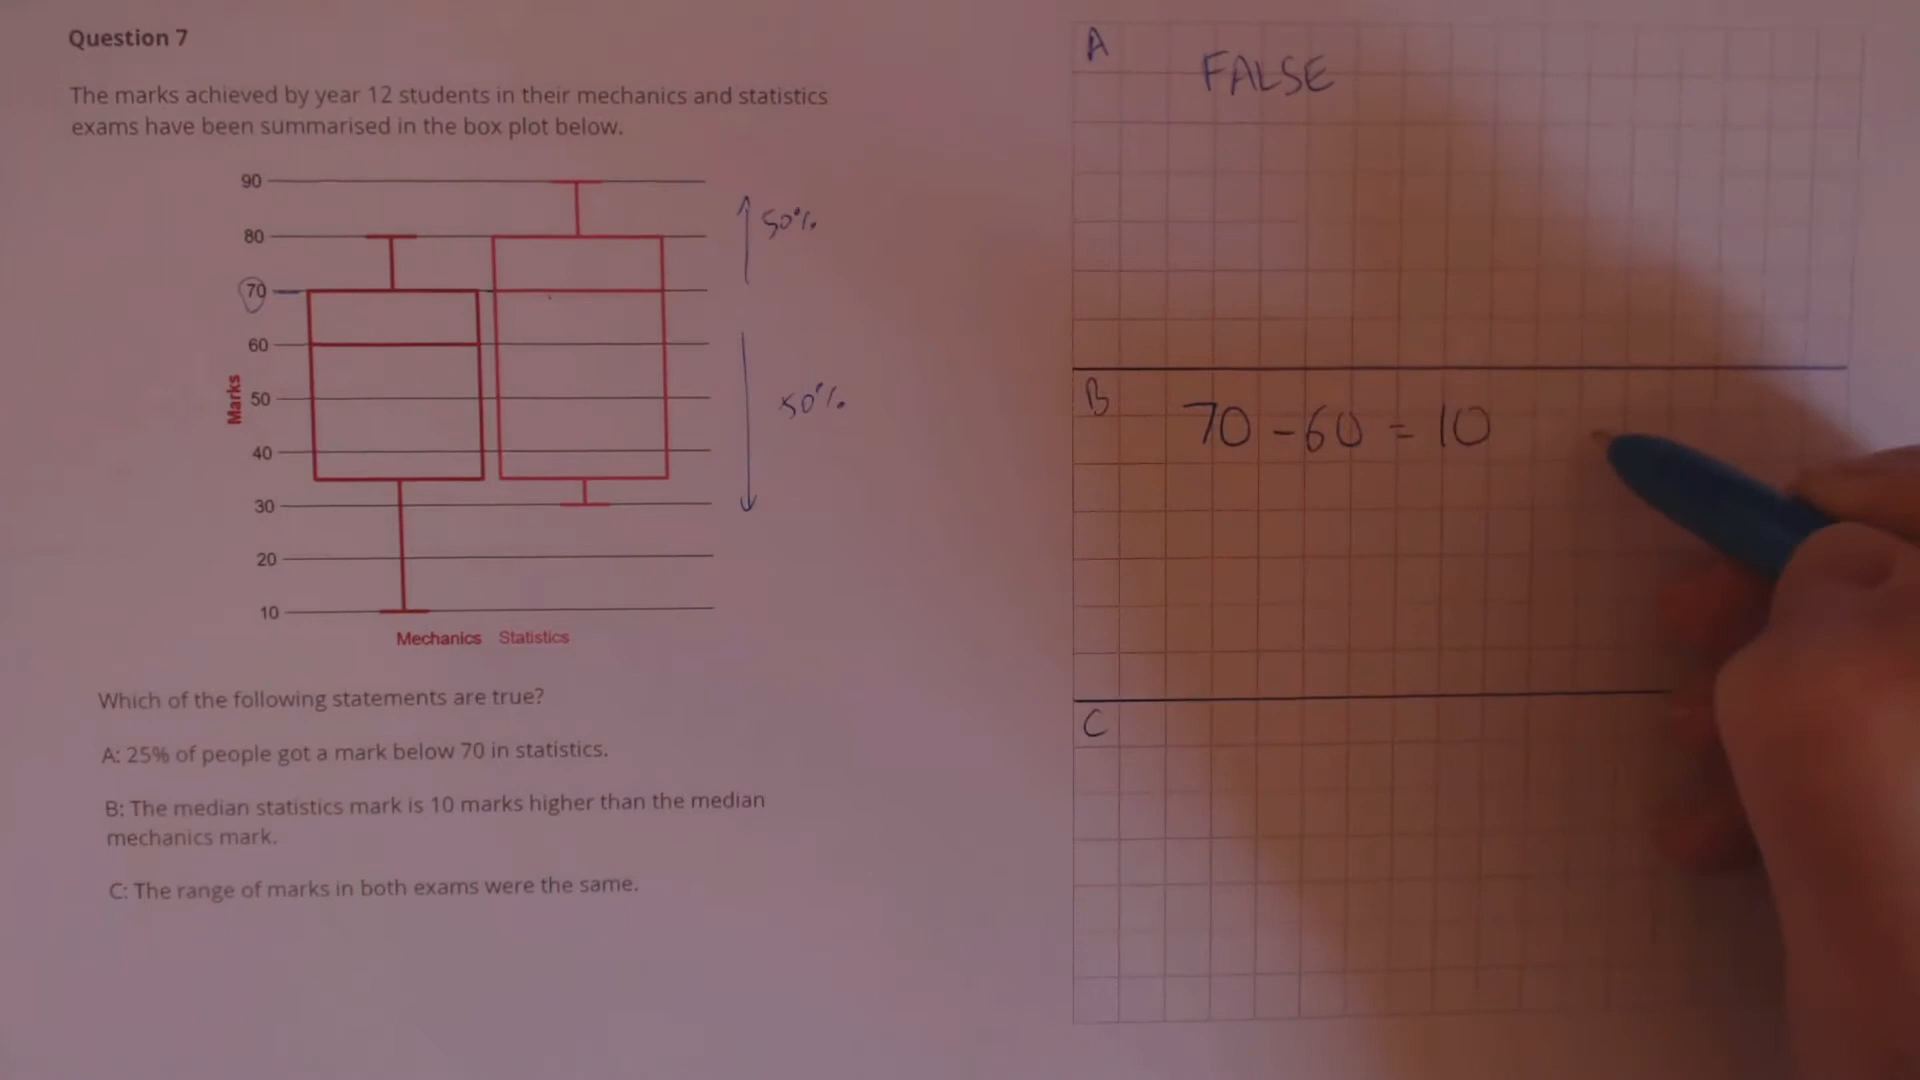 Question 7
The marks achieved by year 12 students in their mechanics and statistics
exams have been summarised in the box plot below.
90
80
70
60
50
40
30
20
10
Marks
Mechanics Statistics
50%
50%
Which of the following statements are true?
A: 25% of people got a mark below 70 in statistics.
B: The median statistics mark is 10 marks higher than the median
mechanics mark.
C: The range of marks in both exams were the same.
A
FALSE
B
70 - 60 = 10
C